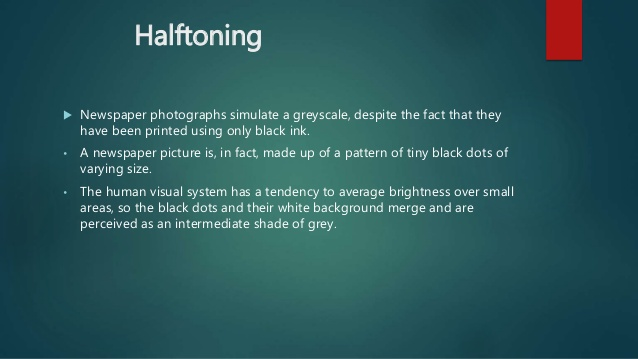 Halftoning
Newspaper photographs simulate a greyscale, despite the fact that they
have been printed using only black ink.
• A newspaper picture is, in fact, made up of a pattern of tiny black dots of
varying size.
• The human visual system has a tendency to average brightness over small
areas, so the black dots and their white background merge and are
perceived as an intermediate shade of grey.